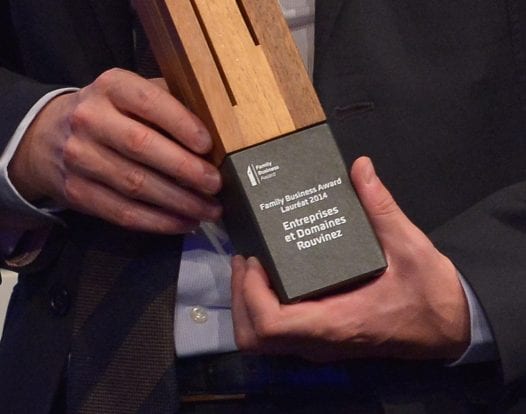 Family
Business
Award
Family Business Award
Lauréat 2014
Entreprises
et Domaines
Rouvinez